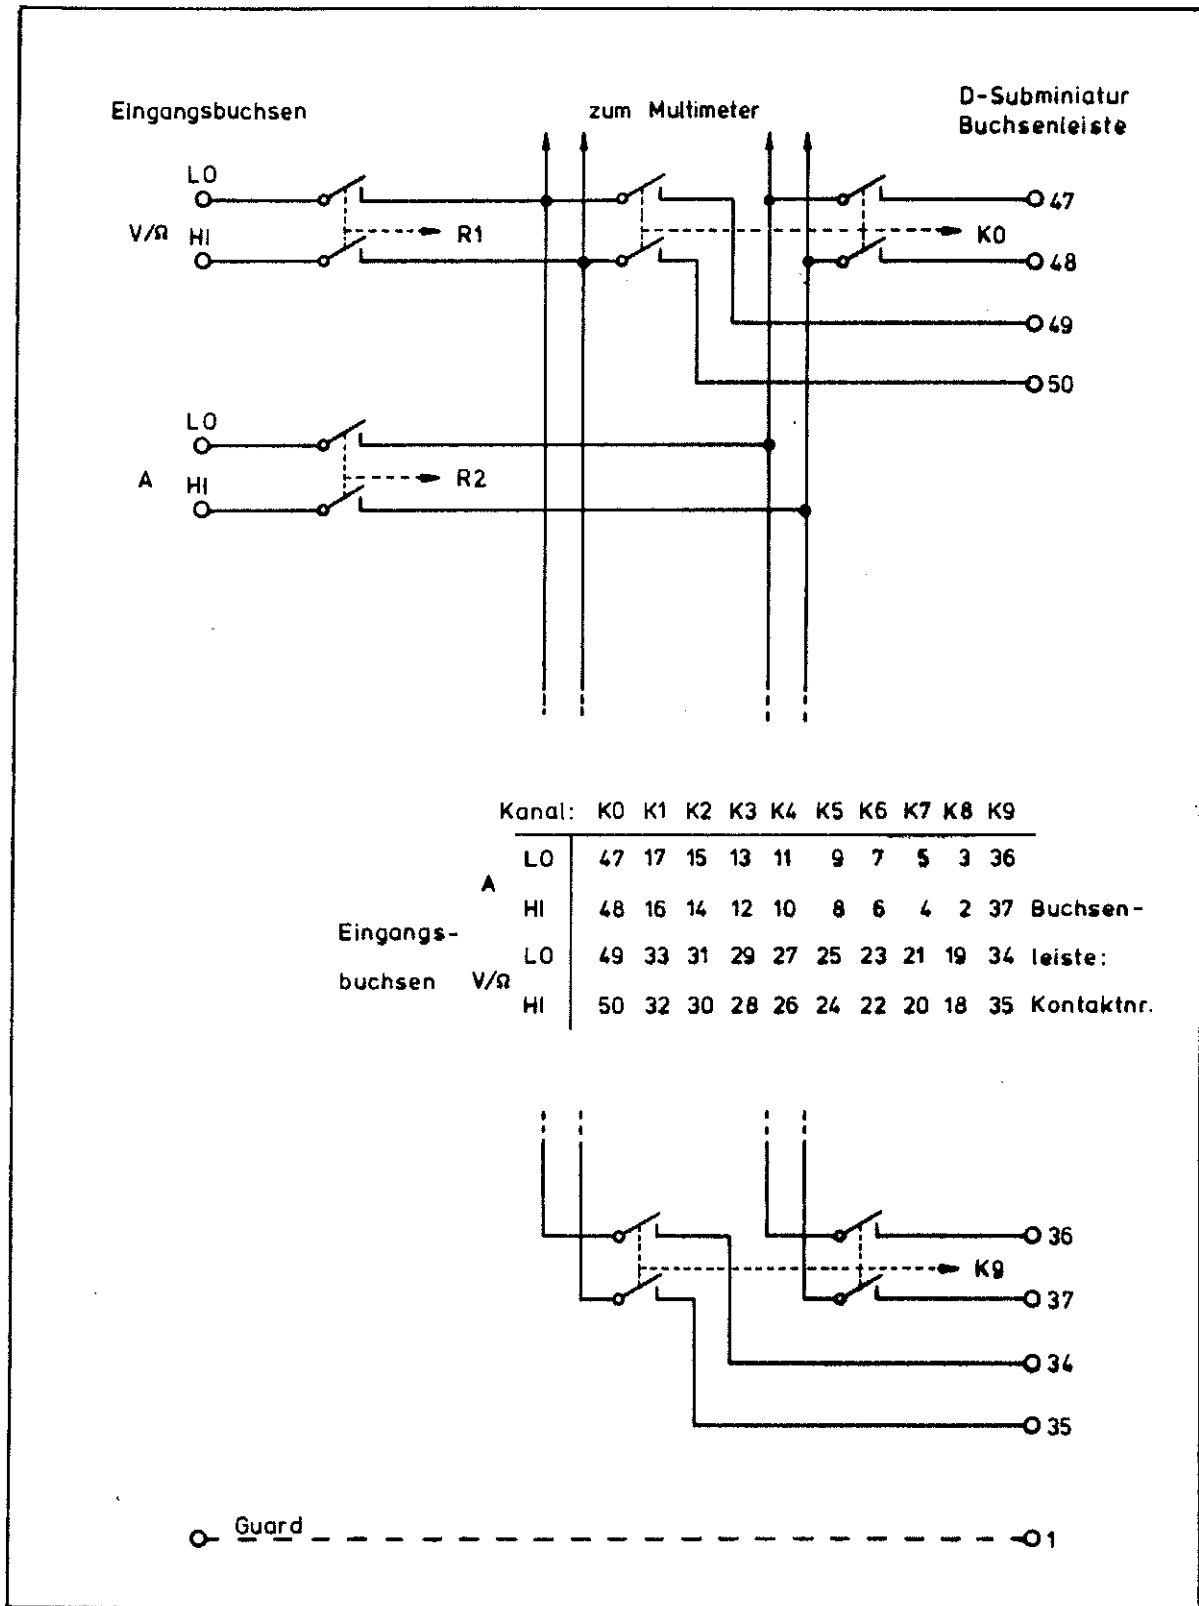 Eingangsbuchsen zum Multimeter D-Subminiatur
Buchsenleiste
LO 47
V/Ω HI R1 K0 48
49
50
LO
A HI R2
Kanal: K0 K1 K2 K3 K4 K5 K6 K7 K8 K9
A LO 47 17 15 13 11 9 7 5 3 36
HI 48 16 14 12 10 8 6 4 2 37 Buchsen-
Eingangs-
LO 49 33 31 29 27 25 23 21 19 34 leiste:
buchsen V/Ω
HI 50 32 30 28 26 24 22 20 18 35 Kontaktnr.
36
K9
37
34
35
Guard 1